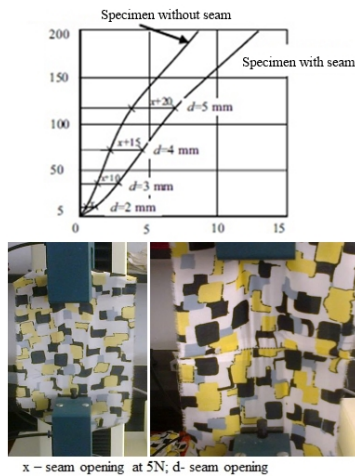 Specimen without seam
200
Specimen with seam
150
x+20
d=5 mm
100
x+15
d=4 mm
50
x+10
d=3 mm
5
d=2 mm
0
5
10
15
x – seam opening at 5N; d- seam opening